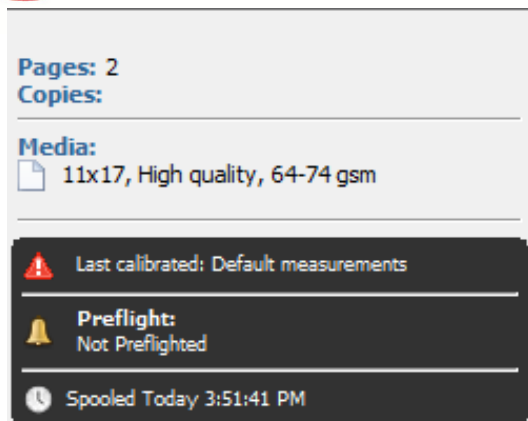 Pages: 2
Copies:
Media:
11x17, High quality, 64-74 gsm
Last calibrated: Default measurements
Preflight:
Not Preflighted
Spooled Today 3:51:41 PM